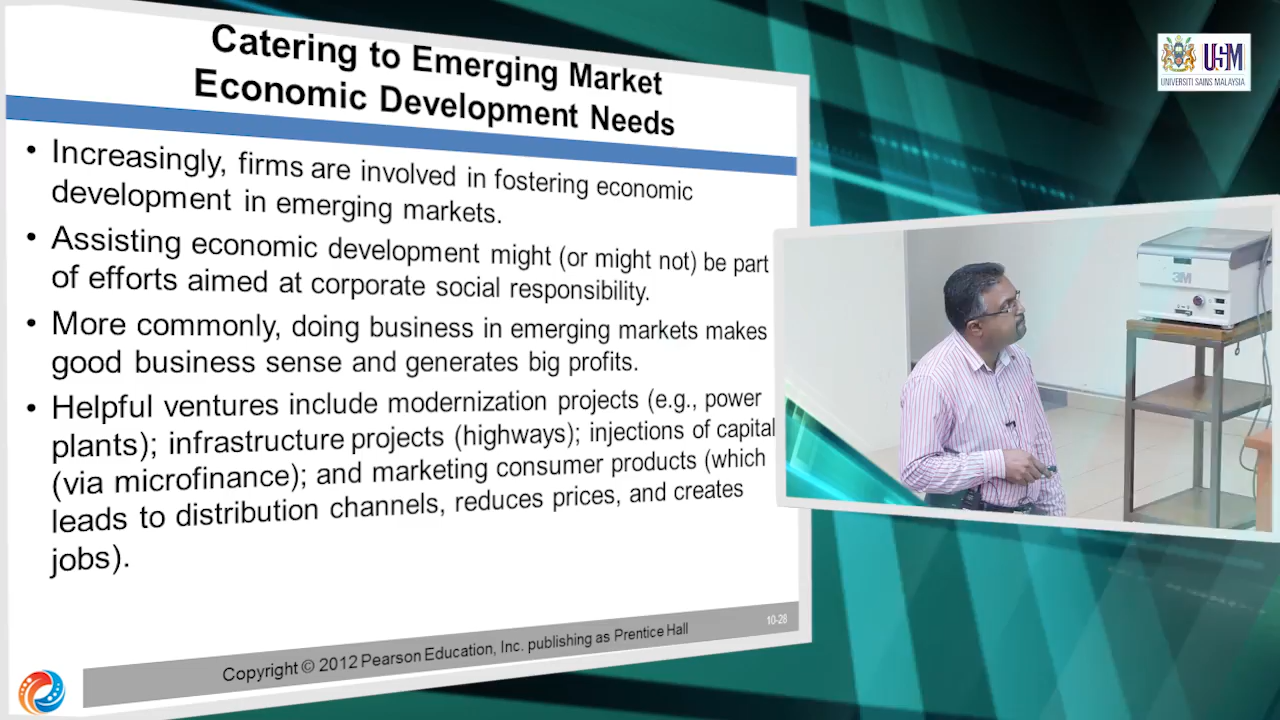 Catering to Emerging Market
Economic Development Needs
• Increasingly, firms are involved in fostering economic
development in emerging markets.
• Assisting economic development might (or might not) be part
of efforts aimed at corporate social responsibility.
• More commonly, doing business in emerging markets makes
good business sense and generates big profits.
• Helpful ventures include modernization projects (e.g., power
plants); infrastructure projects (highways); injections of capital
(via microfinance); and marketing consumer products (which
leads to distribution channels, reduces prices, and creates
jobs).
Copyright © 2012 Pearson Education, Inc. publishing as Prentice Hall
10-28
USM
UNIVERSITI SAINS MALAYSIA
3M